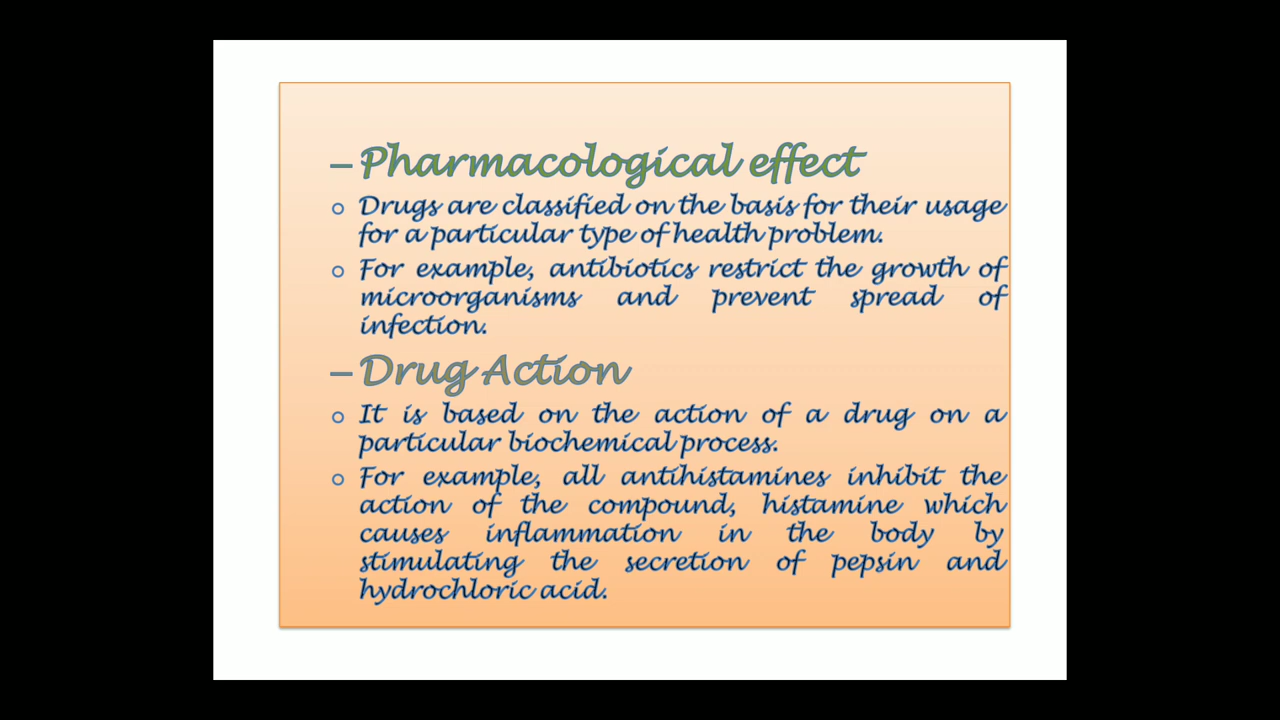 – Pharmacological effect
o Drugs are classified on the basis for their usage
for a particular type of health problem.
o For example, antibiotics restrict the growth of
microorganisms and prevent spread of
infection.
– Drug Action
o It is based on the action of a drug on a
particular biochemical process.
o For example, all antihistamines inhibit the
action of the compound, histamine which
causes inflammation in the body by
stimulating the secretion of pepsin and
hydrochloric acid.